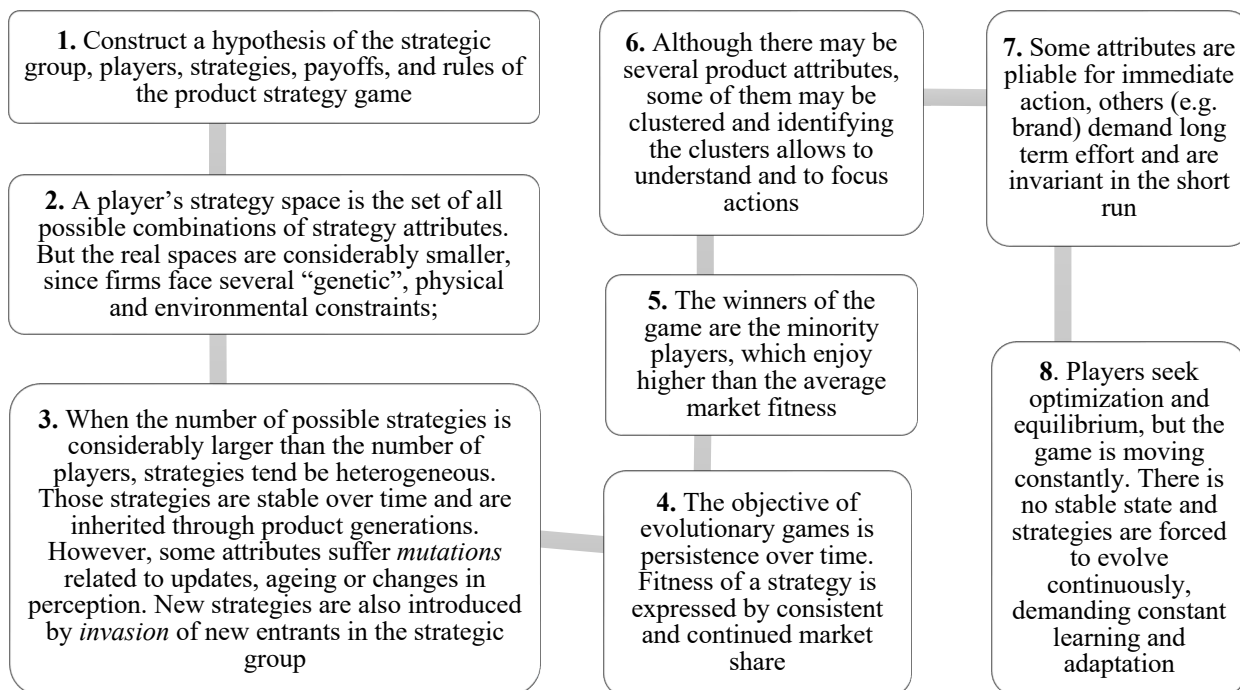 1. Construct a hypothesis of the strategic
group, players, strategies, payoffs, and rules of
the product strategy game
2. A player’s strategy space is the set of all
possible combinations of strategy attributes.
But the real spaces are considerably smaller,
since firms face several “genetic”, physical
and environmental constraints;
3. When the number of possible strategies is
considerably larger than the number of
players, strategies tend be heterogeneous.
Those strategies are stable over time and are
inherited through product generations.
However, some attributes suffer mutations
related to updates, ageing or changes in
perception. New strategies are also introduced
by invasion of new entrants in the strategic
group
4. The objective of
evolutionary games is
persistence over time.
Fitness of a strategy is
expressed by consistent
and continued market
share
5. The winners of the
game are the minority
players, which enjoy
higher than the average
market fitness
6. Although there may be
several product attributes,
some of them may be
clustered and identifying
the clusters allows to
understand and to focus
actions
7. Some attributes are
pliable for immediate
action, others (e.g.
brand) demand long
term effort and are
invariant in the short
run
8. Players seek
optimization and
equilibrium, but the
game is moving
constantly. There is
no stable state and
strategies are forced
to evolve
continuously,
demanding constant
learning and
adaptation